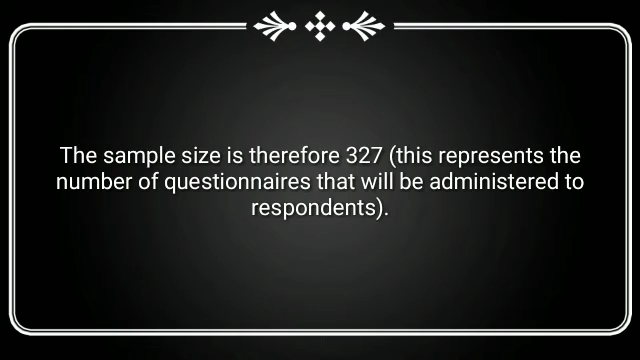 The sample size is therefore 327 (this represents the
number of questionnaires that will be administered to
respondents).